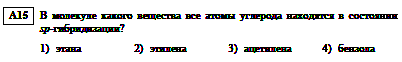 А15 В молекуле какого вещества все атомы углерода находятся в состоянии
sp-гибридизации?
1) этана 2) этилена 3) ацетилена 4) бензола